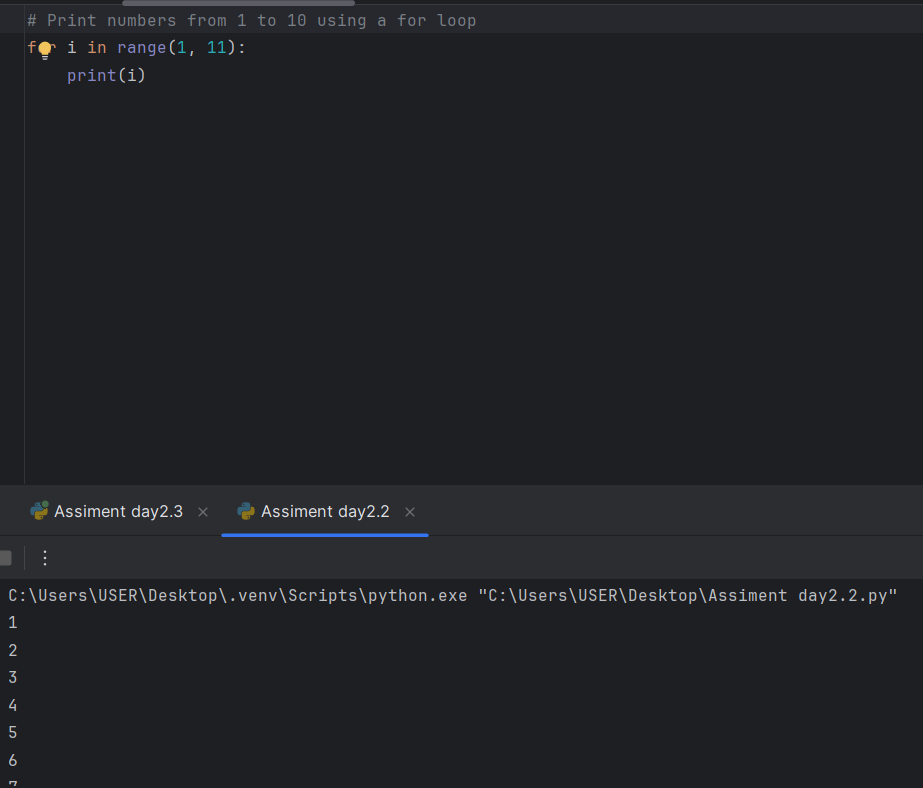 # Print numbers from 1 to 10 using a for loop
for i in range(1, 11):
    print(i)
Assiment day2.3
Assiment day2.2
C:\Users\USER\Desktop\.venv\Scripts\python.exe "C:\Users\USER\Desktop\Assiment day2.2.py"
1
2
3
4
5
6
7